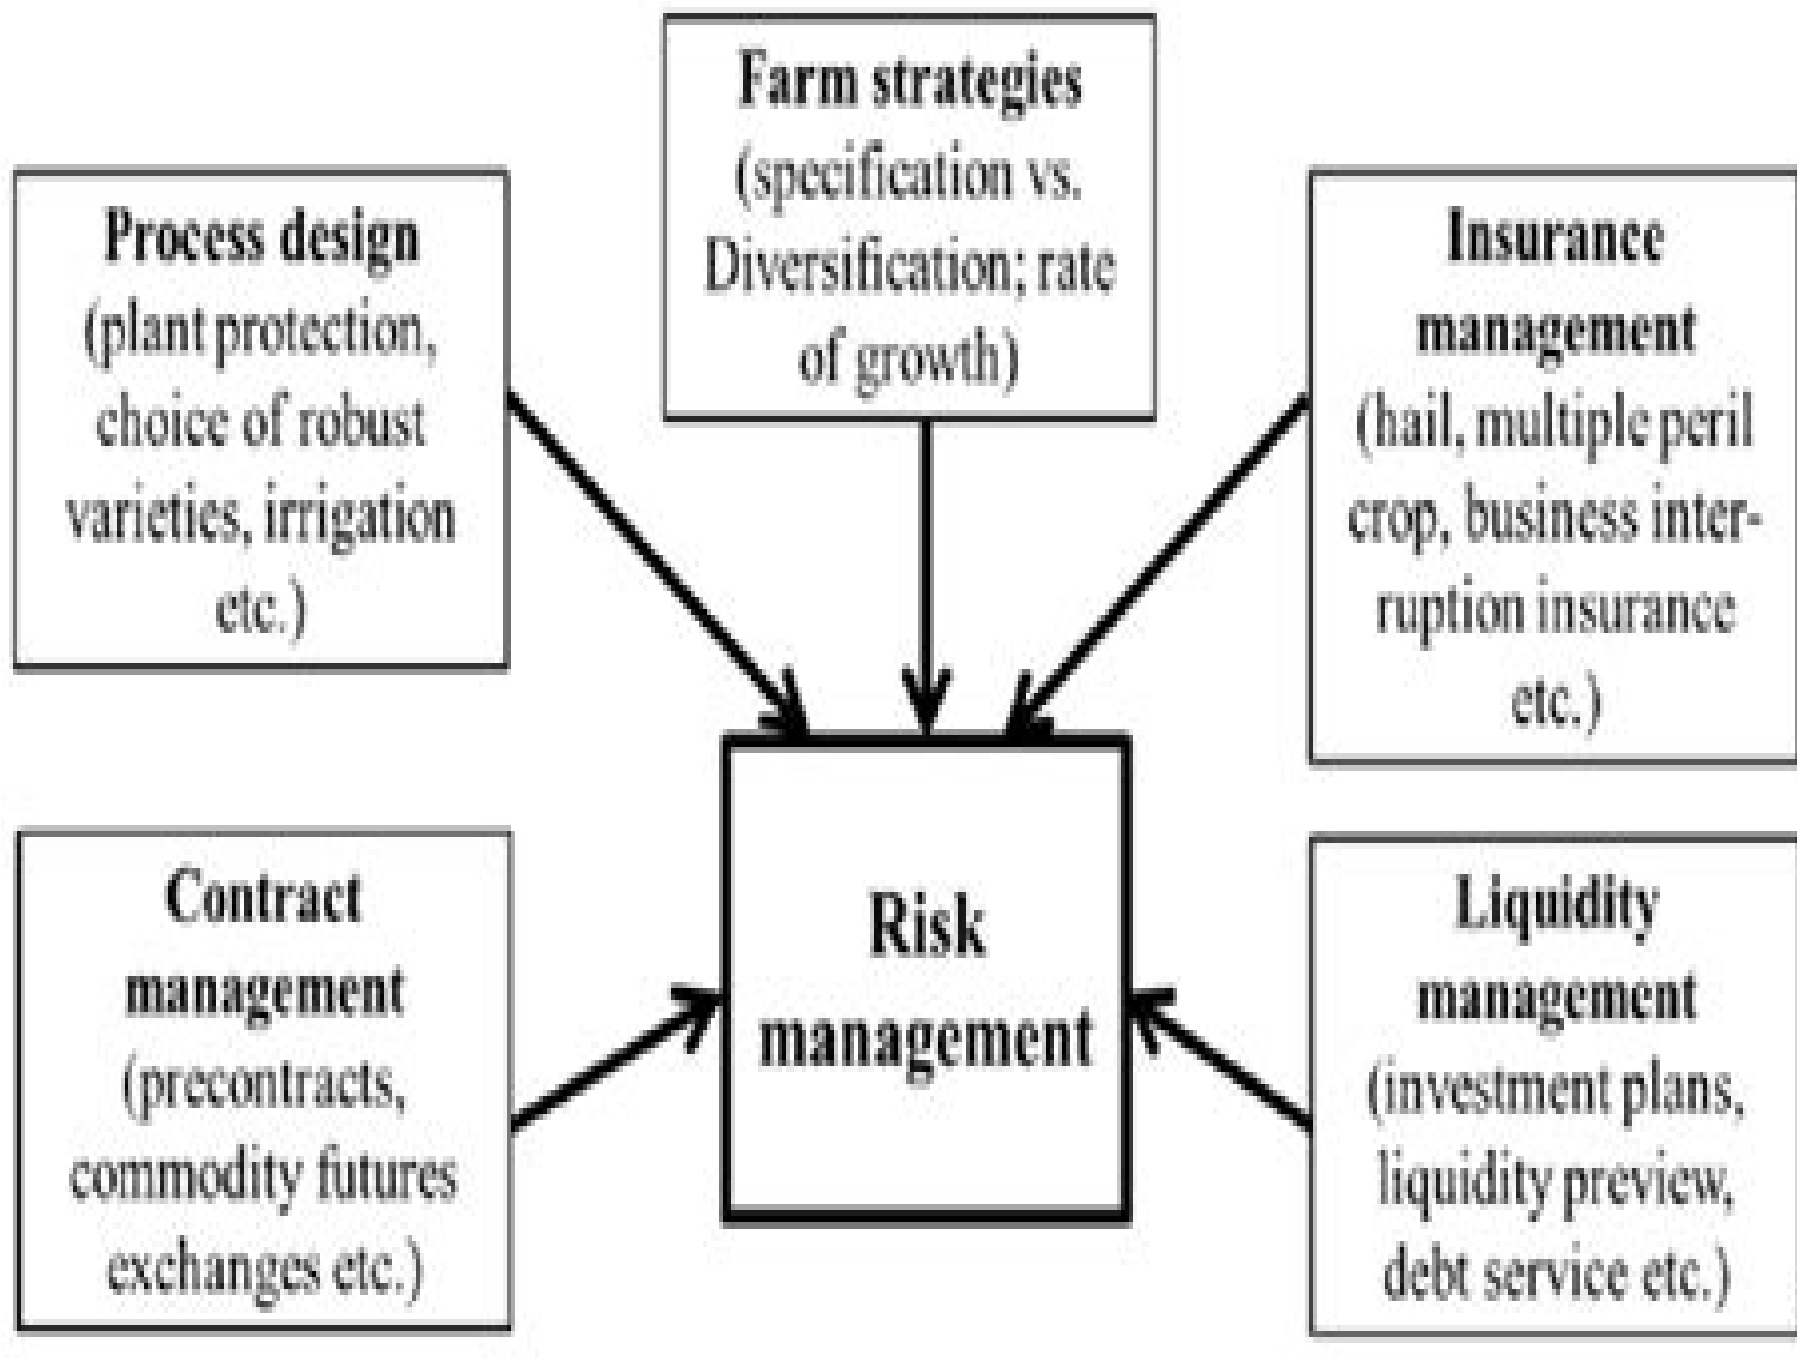 Farm strategies
(specification vs.
Diversification; rate
of growth)
Process design
(plant protection,
choice of robust
varieties, irrigation
etc.)
Insurance
management
(hail, multiple peril
crop, business inter-
ruption insurance
etc.)
Contract
management
(precontracts,
commodity futures
exchanges etc.)
Risk
management
Liquidity
management
(investment plans,
liquidity preview,
debt service etc.)